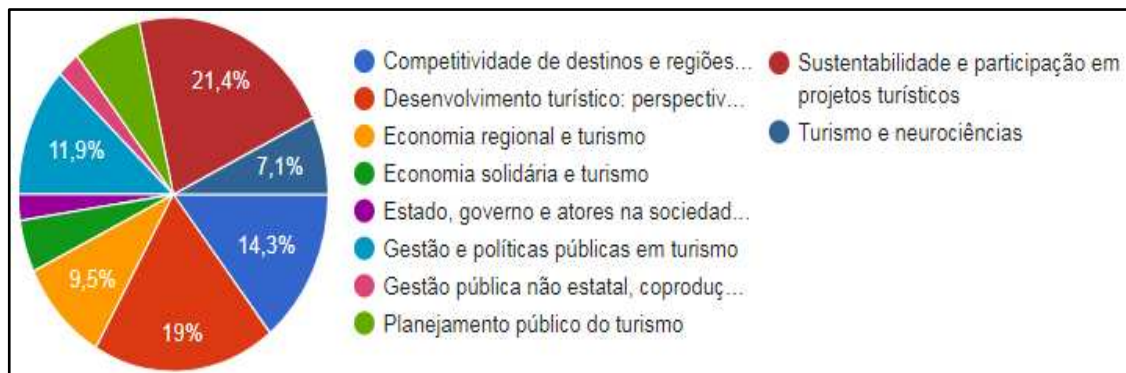 21,4%
7,1%
14,3%
19%
9,5%
11,9%
Competitividade de destinos e regiões...
Desenvolvimento turístico: perspectiv...
Economia regional e turismo
Economia solidária e turismo
Estado, governo e atores na sociedad...
Gestão e políticas públicas em turismo
Gestão pública não estatal, coproduç...
Planejamento público do turismo
Sustentabilidade e participação em
projetos turísticos
Turismo e neurociências